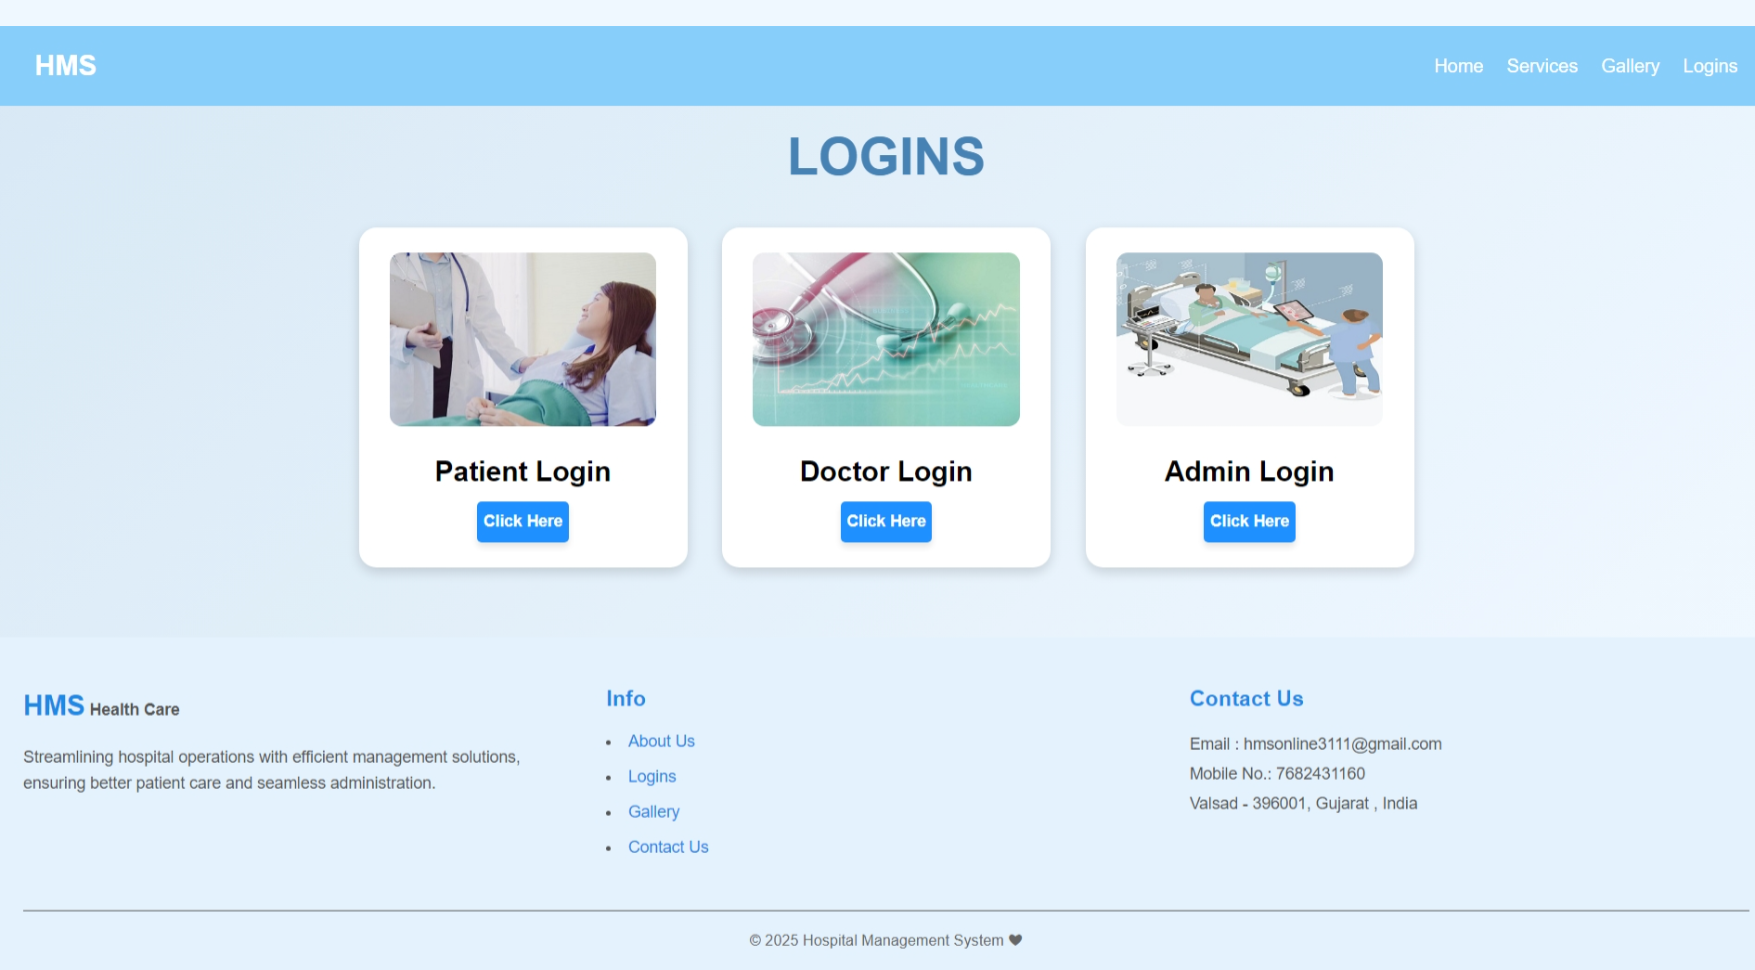 HMS
Home Services Gallery Logins
LOGINS
Patient Login
Click Here
Doctor Login
Click Here
Admin Login
Click Here
HMS Health Care
Streamlining hospital operations with efficient management solutions,
ensuring better patient care and seamless administration.
Info
• About Us
• Logins
• Gallery
• Contact Us
Contact Us
Email : hmsonline3111@gmail.com
Mobile No.: 7682431160
Valsad - 396001, Gujarat , India
© 2025 Hospital Management System ♥